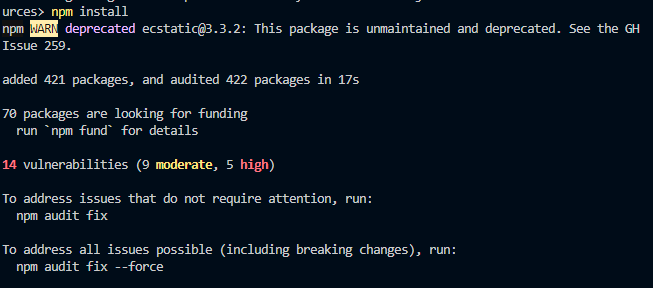 urces> npm install
npm WARN deprecated ecstatic@3.3.2: This package is unmaintained and deprecated. See the GH
Issue 259.
added 421 packages, and audited 422 packages in 17s
70 packages are looking for funding
run `npm fund` for details
14 vulnerabilities (9 moderate, 5 high)
To address issues that do not require attention, run:
npm audit fix
To address all issues possible (including breaking changes), run:
npm audit fix --force